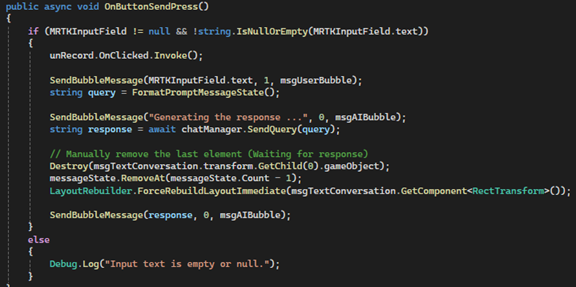 public async void OnButtonSendPress()
{
    if (MRTKInputField != null && !string.IsNullOrEmpty(MRTKInputField.text))
    {
        unRecord.OnClicked.Invoke();

        SendBubbleMessage(MRTKInputField.text, 1, msgUserBubble);
        string query = FormatPromptMessageState();

        SendBubbleMessage("Generating the response ...", 0, msgAIBubble);
        string response = await chatManager.SendQuery(query);

        // Manually remove the last element (Waiting for response)
        Destroy(msgTextConversation.transform.GetChild(0).gameObject);
        messageState.RemoveAt(messageState.Count - 1);
        LayoutRebuilder.ForceRebuildLayoutImmediate(msgTextConversation.GetComponent<RectTransform>());

        SendBubbleMessage(response, 0, msgAIBubble);
    }
    else
    {
        Debug.Log("Input text is empty or null.");
    }
}